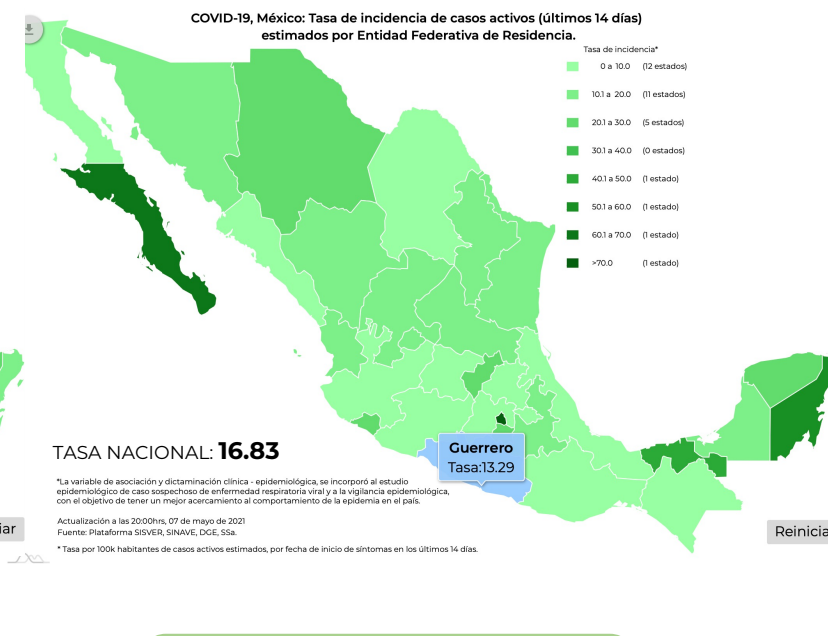 COVID-19, México: Tasa de incidencia de casos activos (últimos 14 días)
estimados por Entidad Federativa de Residencia.
Tasa de incidencia*
0 a 10.0 (12 estados)
10.1 a 20.0 (11 estados)
20.1 a 30.0 (5 estados)
30.1 a 40.0 (0 estados)
40.1 a 50.0 (1 estado)
50.1 a 60.0 (1 estado)
60.1 a 70.0 (1 estado)
>70.0 (1 estado)
Guerrero
Tasa:13.29
TASA NACIONAL: 16.83
*La variable de asociación y dictaminación clínica - epidemiológica, se incorporó al estudio
epidemiológico de caso sospechoso de enfermedad respiratoria viral y a la vigilancia epidemiológica,
con el objetivo de tener un mejor acercamiento al comportamiento de la epidemia en el país.
Actualización a las 20:00hrs, 07 de mayo de 2021
Fuente: Plataforma SISVER, SINAVE, DGE, SSa.
* Tasa por 100k habitantes de casos activos estimados, por fecha de inicio de síntomas en los últimos 14 días.
iar
Reinicia